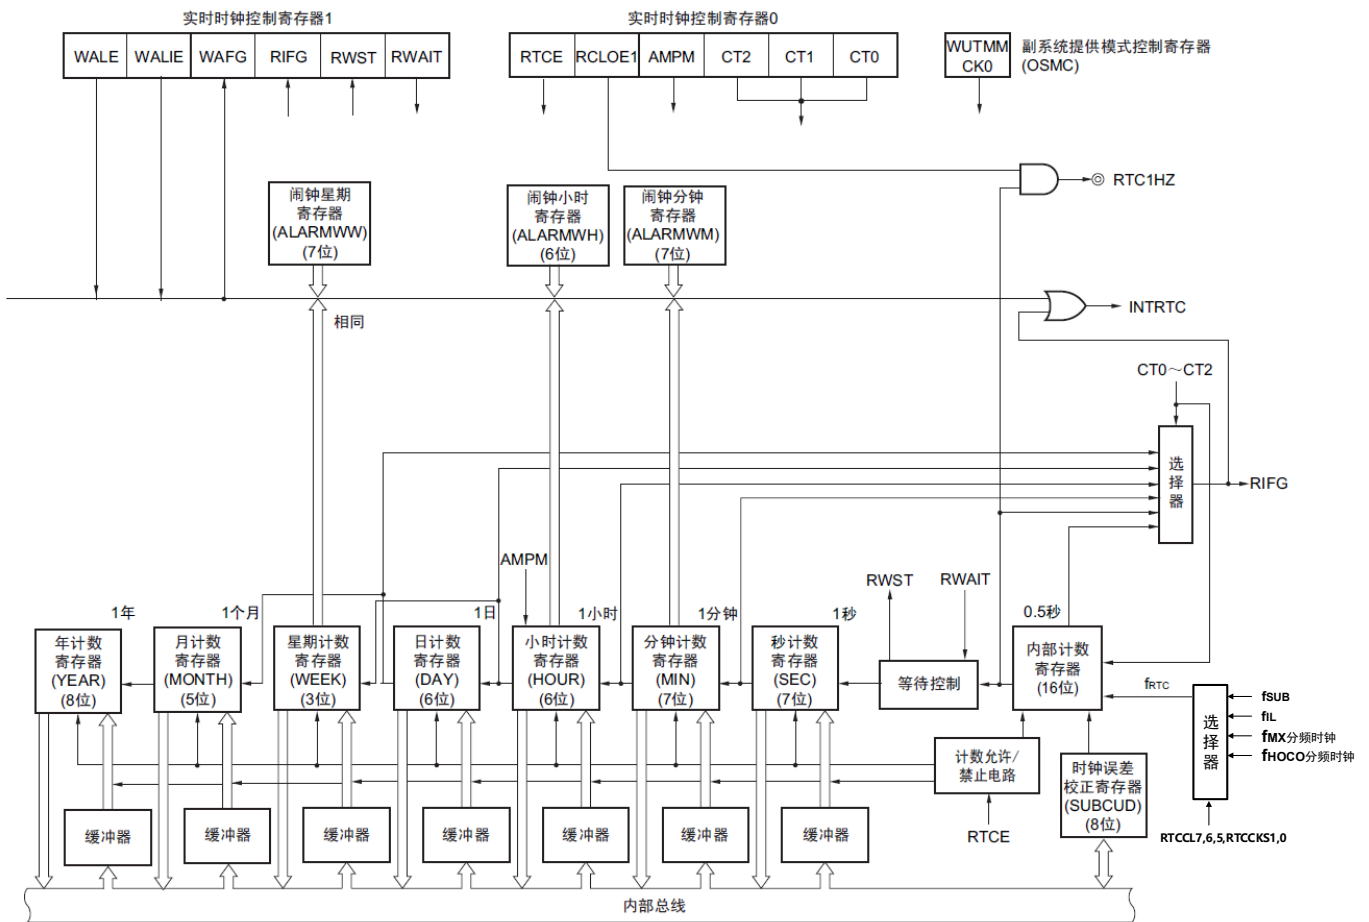 实时时钟控制寄存器1
实时时钟控制寄存器0
WALE
WALIE
WAFG
RIFG
RWST
RWAIT
RTCE
RCLOE1
AMPM
CT2
CT1
CT0
WUTMM
CK0
副系统提供模式控制寄存器
(OSMC)
RTC1HZ
闹钟星期
寄存器
(ALARMWW)
(7位)
闹钟小时
寄存器
(ALARMWH)
(6位)
闹钟分钟
寄存器
(ALARMWM)
(7位)
INTRTC
相同
CT0～CT2
选
择
器
RIFG
AMPM
RWST
RWAIT
1年
1个月
1日
1小时
1分钟
1秒
0.5秒
年计数
寄存器
(YEAR)
(8位)
月计数
寄存器
(MONTH)
(5位)
星期计数
寄存器
(WEEK)
(3位)
日计数
寄存器
(DAY)
(6位)
小时计数
寄存器
(HOUR)
(6位)
分钟计数
寄存器
(MIN)
(7位)
秒计数
寄存器
(SEC)
(7位)
等待控制
内部计数
寄存器
(16位)
fRTC
选
择
器
fSUB
fIL
fMX分频时钟
fHOCO分频时钟
RTCCL7,6,5,RTCCKS1,0
计数允许/
禁止电路
RTCE
时钟误差
校正寄存器
(SUBCUD)
(8位)
缓冲器
缓冲器
缓冲器
缓冲器
缓冲器
缓冲器
缓冲器
内部总线